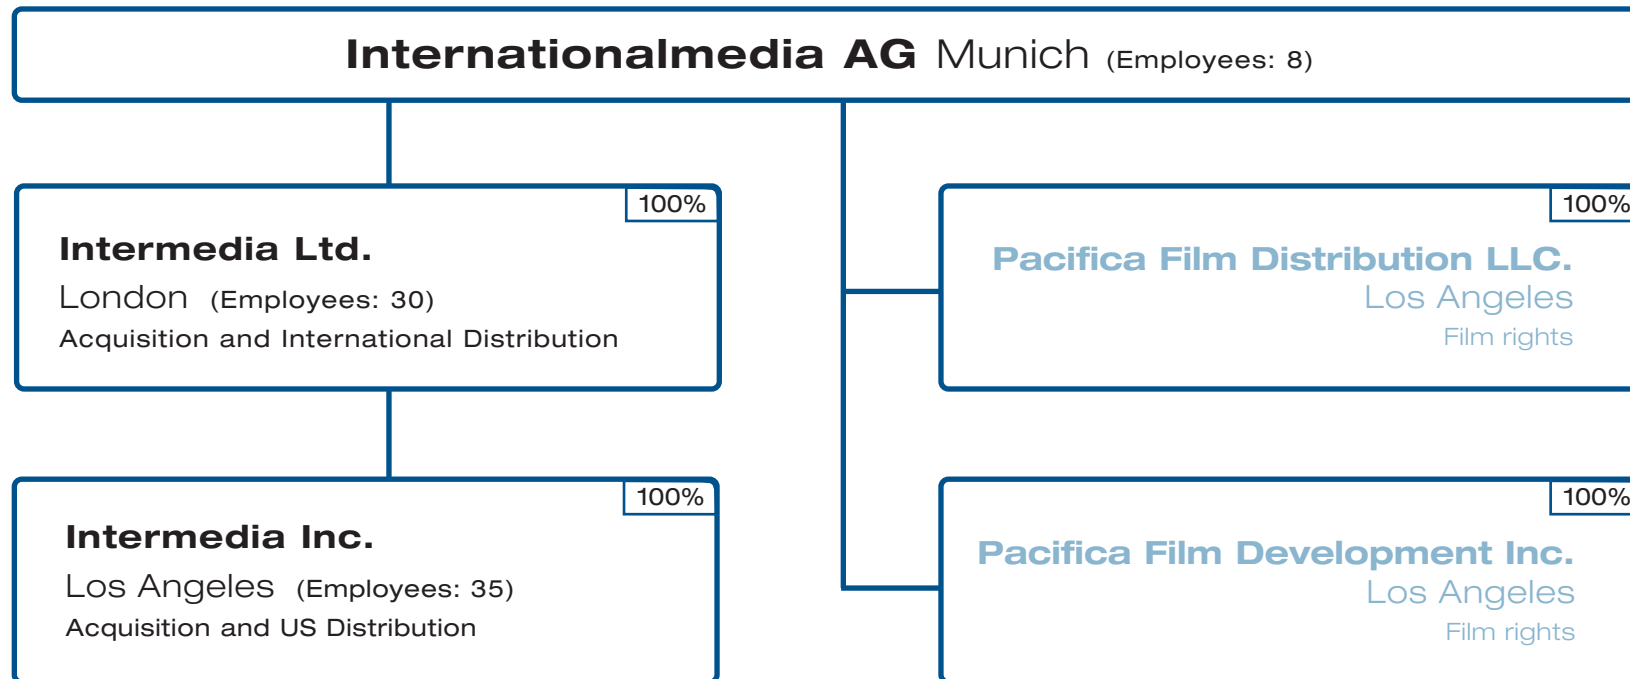 Internationalmedia AG Munich (Employees: 8)
100%
Intermedia Ltd.
London (Employees: 30)
Acquisition and International Distribution
100%
Pacifica Film Distribution LLC.
Los Angeles
Film rights
100%
Intermedia Inc.
Los Angeles (Employees: 35)
Acquisition and US Distribution
100%
Pacifica Film Development Inc.
Los Angeles
Film rights